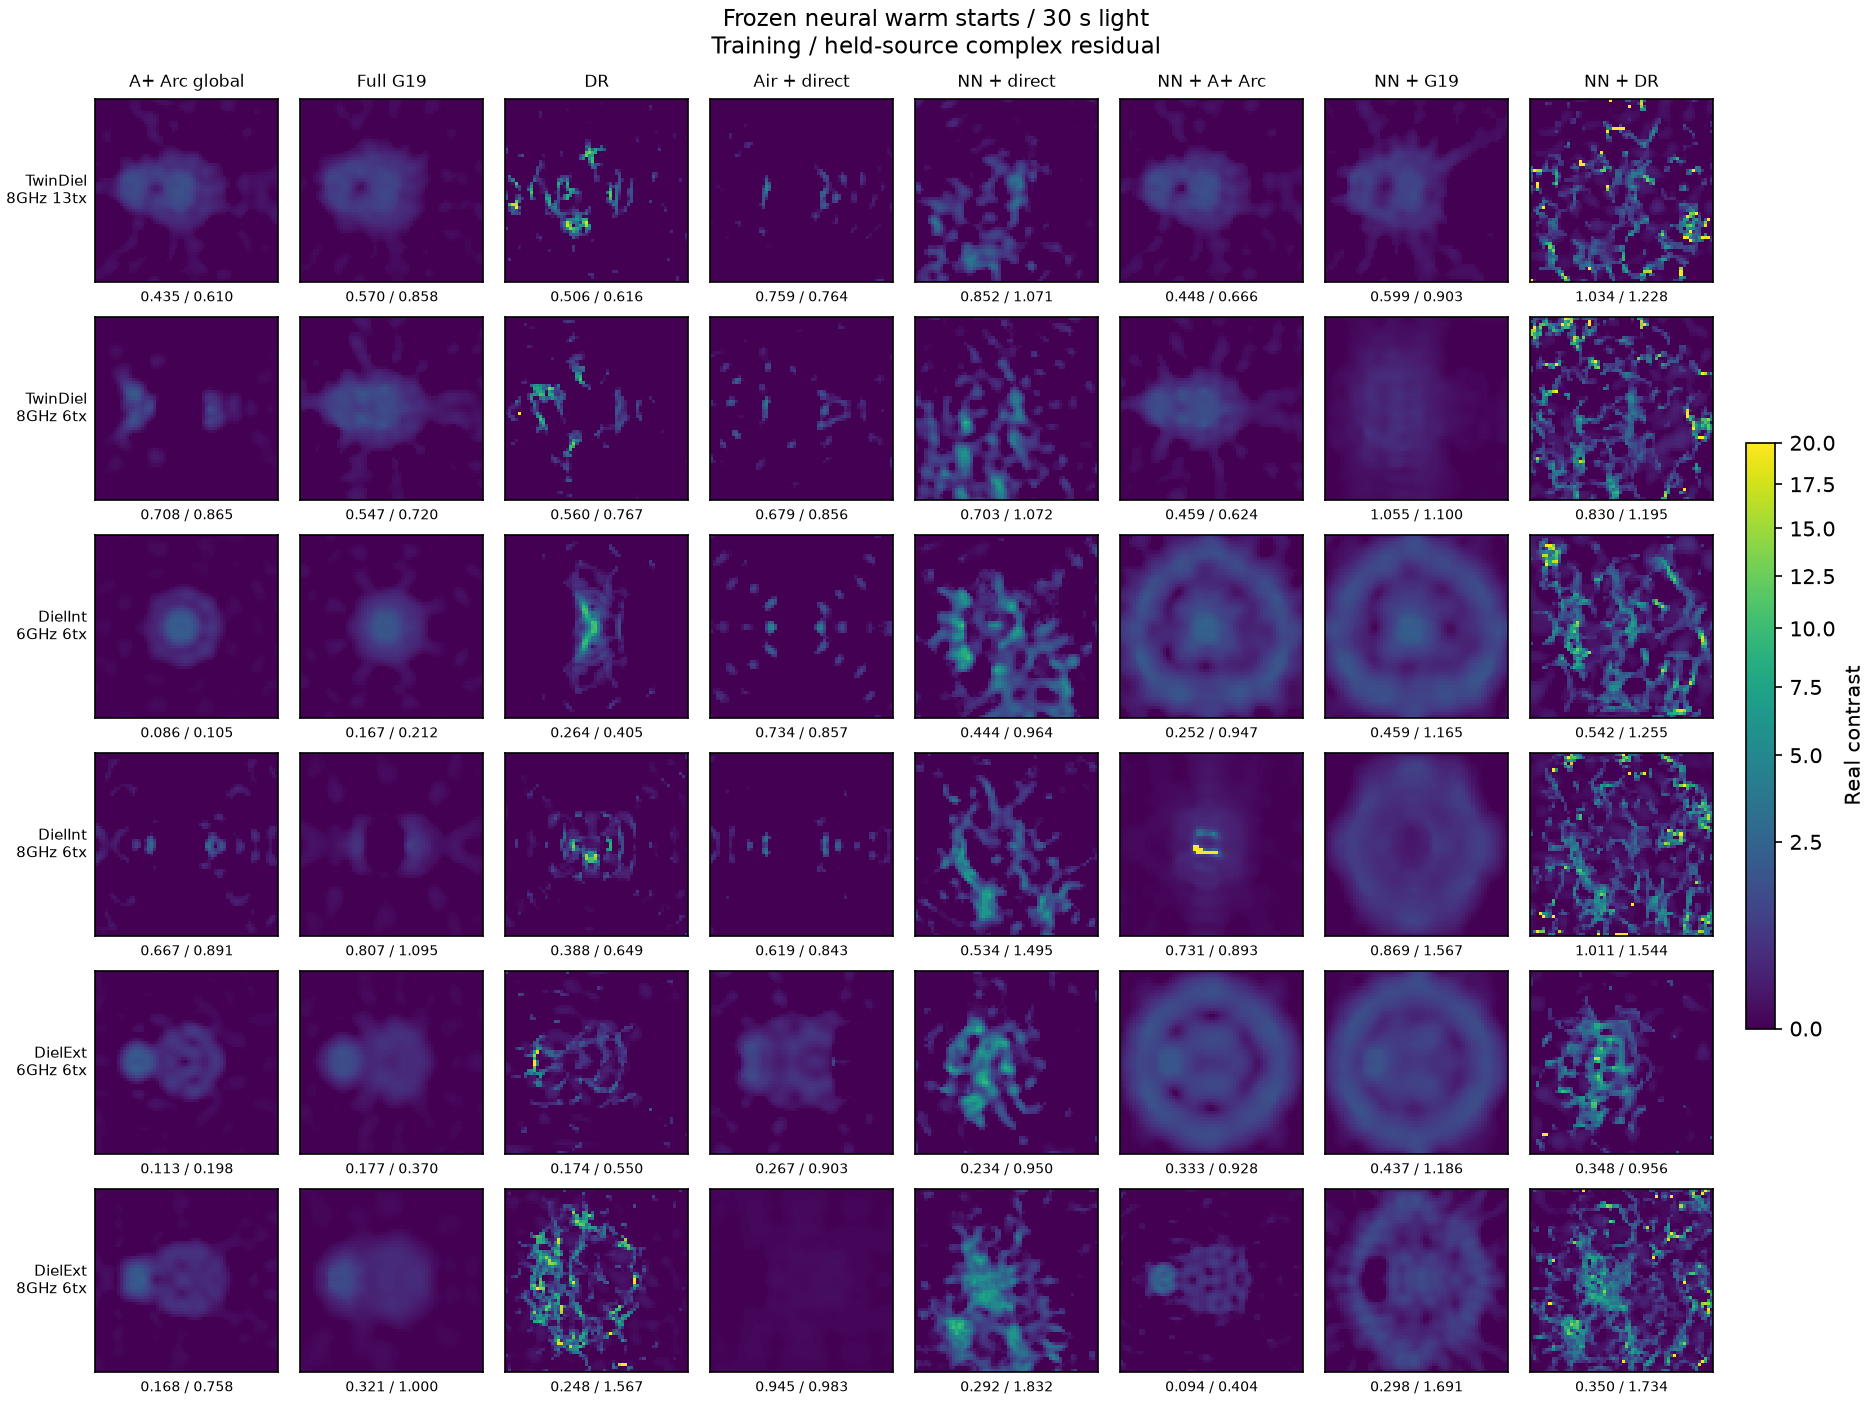 Frozen neural warm starts / 30 s light
Training / held-source complex residual
A+ Arc global
Full G19
DR
Air + direct
NN + direct
NN + A+ Arc
NN + G19
NN + DR
TwinDiel
8GHz 13tx
0.435 / 0.610
0.570 / 0.858
0.506 / 0.616
0.759 / 0.764
0.852 / 1.071
0.448 / 0.666
0.599 / 0.903
1.034 / 1.228
TwinDiel
8GHz 6tx
0.708 / 0.865
0.547 / 0.720
0.560 / 0.767
0.679 / 0.856
0.703 / 1.072
0.459 / 0.624
1.055 / 1.100
0.830 / 1.195
DielInt
6GHz 6tx
0.086 / 0.105
0.167 / 0.212
0.264 / 0.405
0.734 / 0.857
0.444 / 0.964
0.252 / 0.947
0.459 / 1.165
0.542 / 1.255
DielInt
8GHz 6tx
0.667 / 0.891
0.807 / 1.095
0.388 / 0.649
0.619 / 0.843
0.534 / 1.495
0.731 / 0.893
0.869 / 1.567
1.011 / 1.544
DielExt
6GHz 6tx
0.113 / 0.198
0.177 / 0.370
0.174 / 0.550
0.267 / 0.903
0.234 / 0.950
0.333 / 0.928
0.437 / 1.186
0.348 / 0.956
DielExt
8GHz 6tx
0.168 / 0.758
0.321 / 1.000
0.248 / 1.567
0.945 / 0.983
0.292 / 1.832
0.094 / 0.404
0.298 / 1.691
0.350 / 1.734
20.0
17.5
15.0
12.5
10.0
7.5
5.0
2.5
0.0
Real contrast